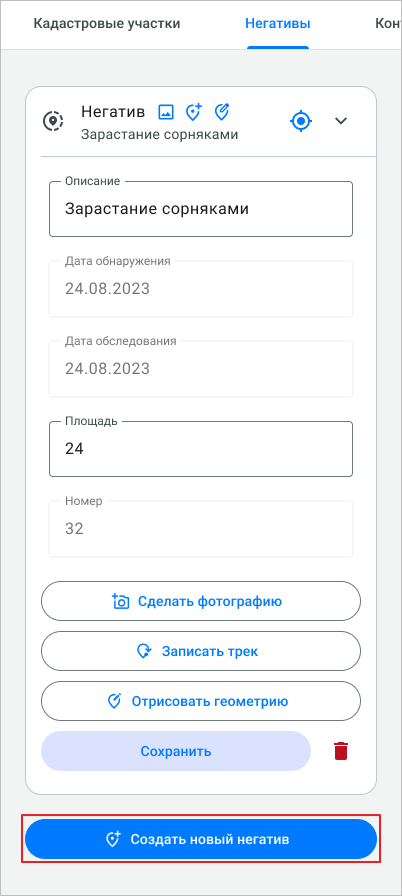 Кадастровые участки
Негативы
Кон
Негатив
Зарастание сорняками
Описание
Зарастание сорняками
Дата обнаружения
24.08.2023
Дата обследования
24.08.2023
Площадь
24
Номер
32
Сделать фотографию
Записать трек
Отрисовать геометрию
Сохранить
Создать новый негатив